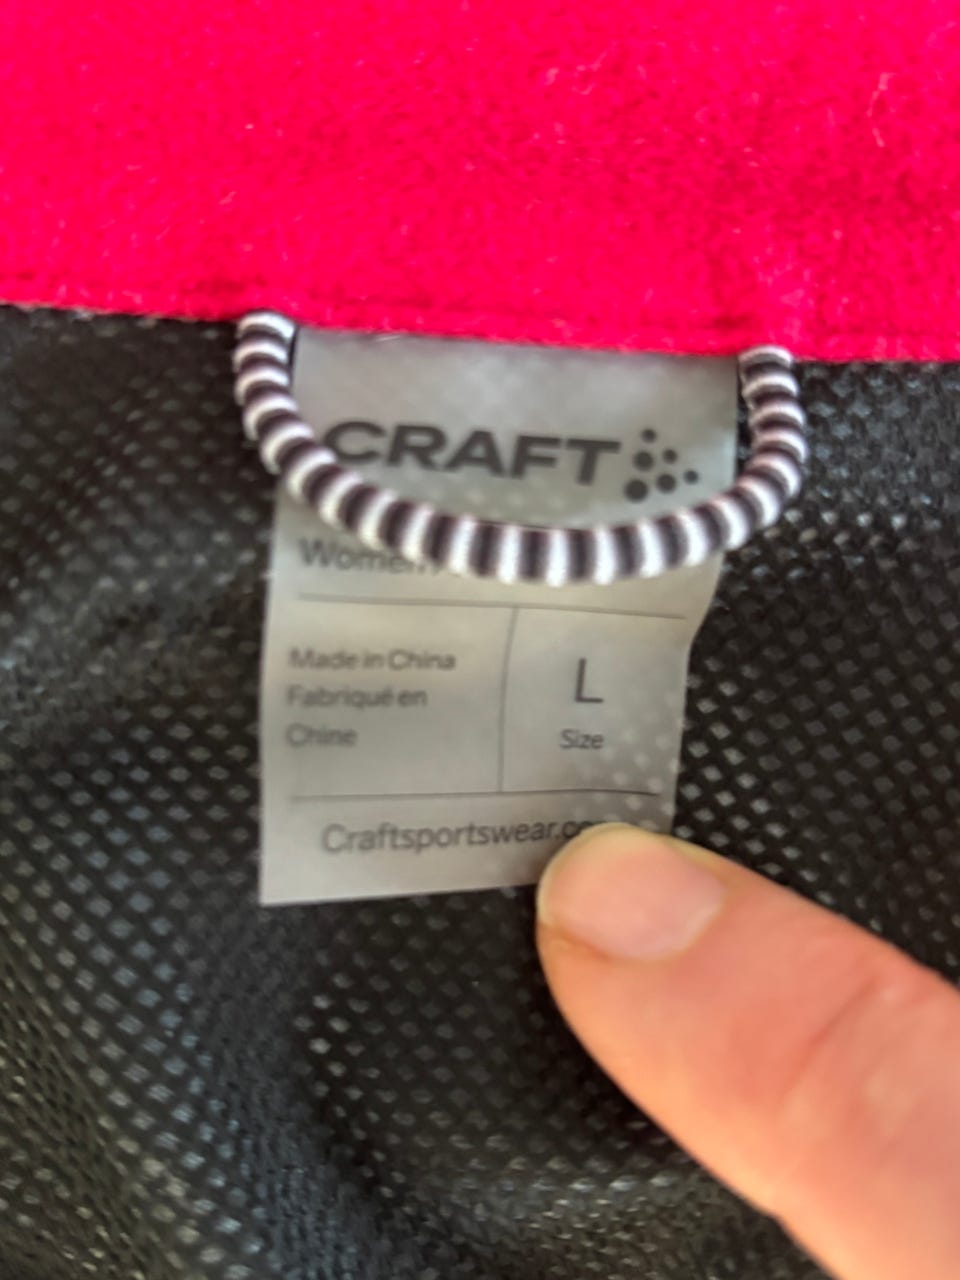 CRAFT
Made in China
Fabriqué en
Chine
L
Size
Craftsportswear.co